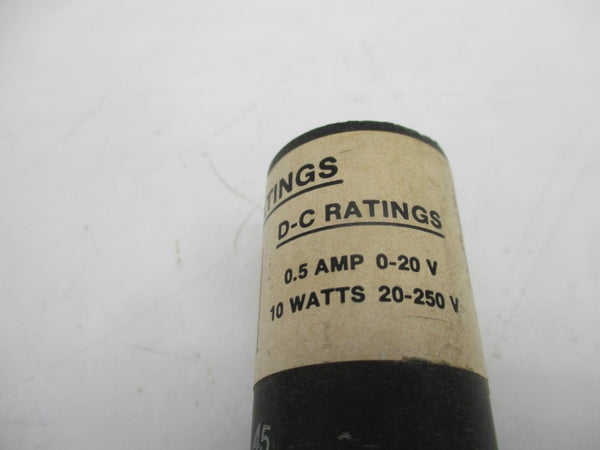 TINGS
D-C RATINGS
0.5 AMP 0-20 V
10 WATTS 20-250 V